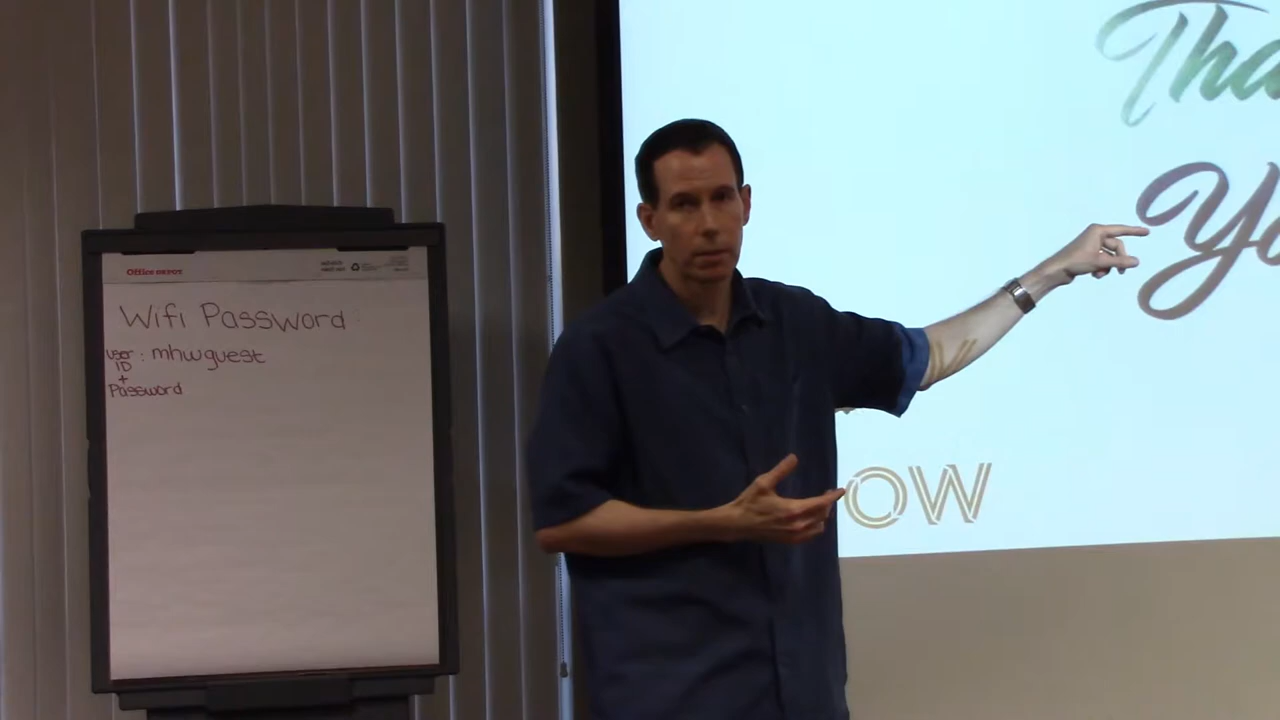 Office DEPOT
Wifi Password :
user : mhwguest
ID
+
Password
Tha
Yo
OW